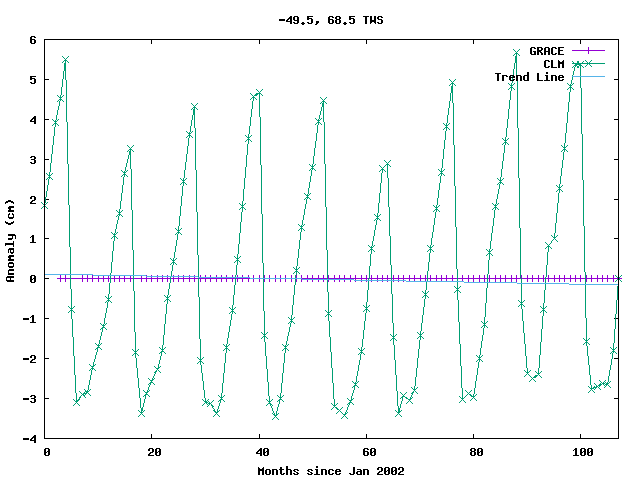 -49.5, 68.5 TWS
GRACE
CLM
Trend Line
6
5
4
3
2
1
0
-1
-2
-3
-4
Anomaly (cm)
0 20 40 60 80 100
Months since Jan 2002